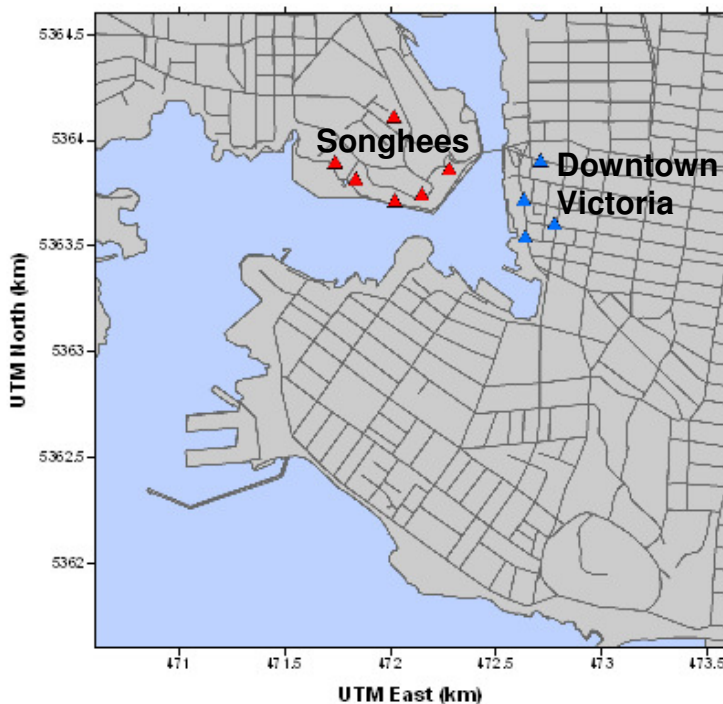 5364.5
5364
Songhees
Downtown
Victoria
5363.5
UTM North (km)
5363
5362.5
5362
471
471.5
472
472.5
473
473.5
UTM East (km)